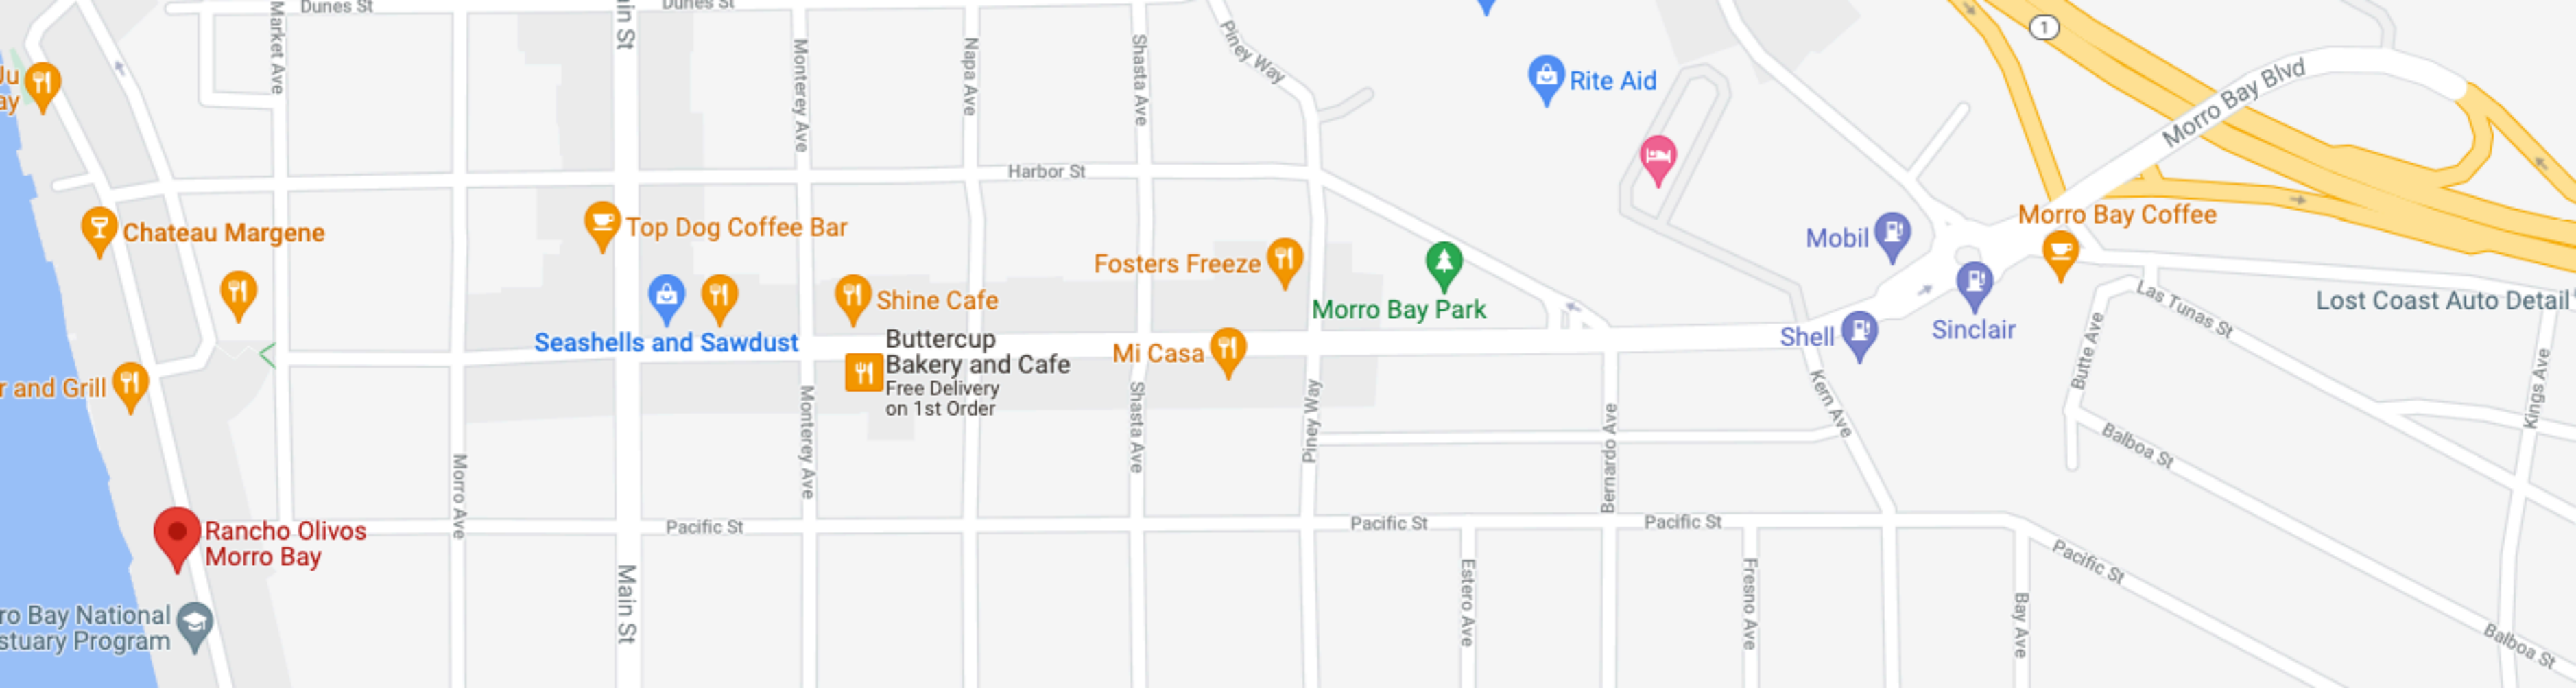 Dunes St
Dunes St
Market Ave
ain St
Monterey Ave
Napa Ave
Shasta Ave
Piney Way
1
Morro Bay Blvd
Rite Aid
Ju
ay
Harbor St
Chateau Margene
Top Dog Coffee Bar
Morro Bay Coffee
Mobil
Fosters Freeze
Shine Cafe
Morro Bay Park
Las Tunas St
Lost Coast Auto Detail
Seashells and Sawdust
Buttercup
Bakery and Cafe
Free Delivery
on 1st Order
Mi Casa
Shell
Sinclair
Butte Ave
Kings Ave
r and Grill
Monterey Ave
Shasta Ave
Piney Way
Bernardo Ave
Kern Ave
Balboa St
Morro Ave
Rancho Olivos
Morro Bay
Pacific St
Pacific St
Pacific St
Pacific St
Main St
Estero Ave
Fresno Ave
Bay Ave
Balboa St
ro Bay National
stuary Program